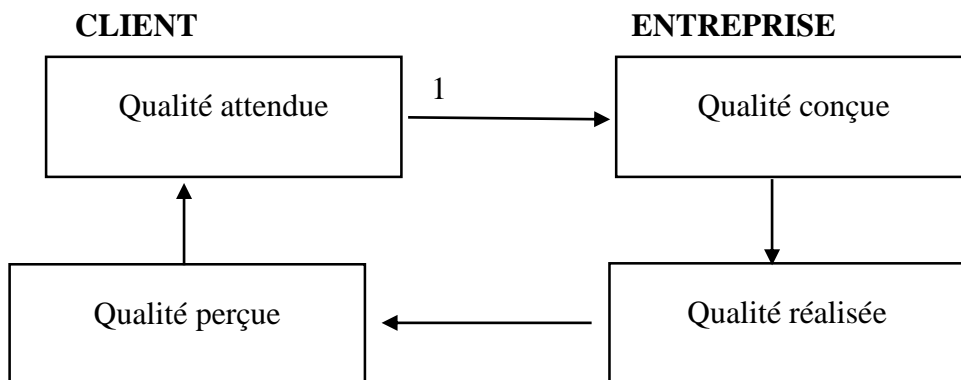 CLIENT ENTREPRISE
1
Qualité attendue Qualité conçue
Qualité perçue Qualité réalisée